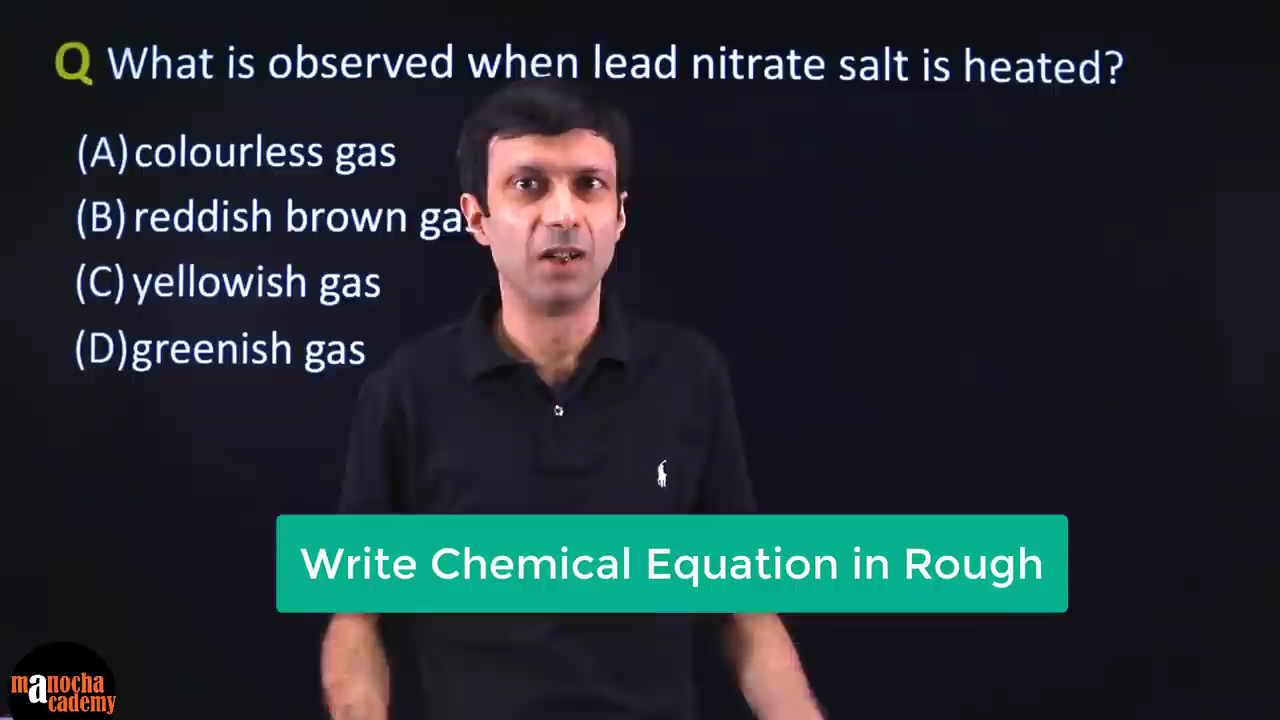 Q What is observed when lead nitrate salt is heated?
(A) colourless gas
(B) reddish brown
(C) yellowish gas
(D) greenish gas
Write Chemical Equation in Rough
manocha
academy